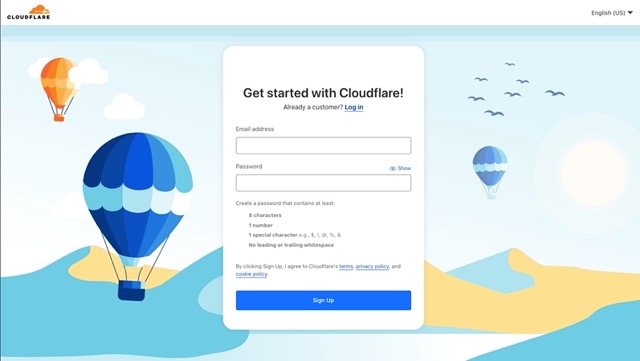 CLOUDFLARE
English (US)
Get started with Cloudflare!
Already a customer? Log in
Email address
Password
Show
Create a password that contains at least:
8 characters
1 number
1 special character e.g., $, !, @, %, &
No leading or trailing whitespace
By clicking Sign Up, I agree to Cloudflare's terms, privacy policy, and
cookie policy.
Sign Up